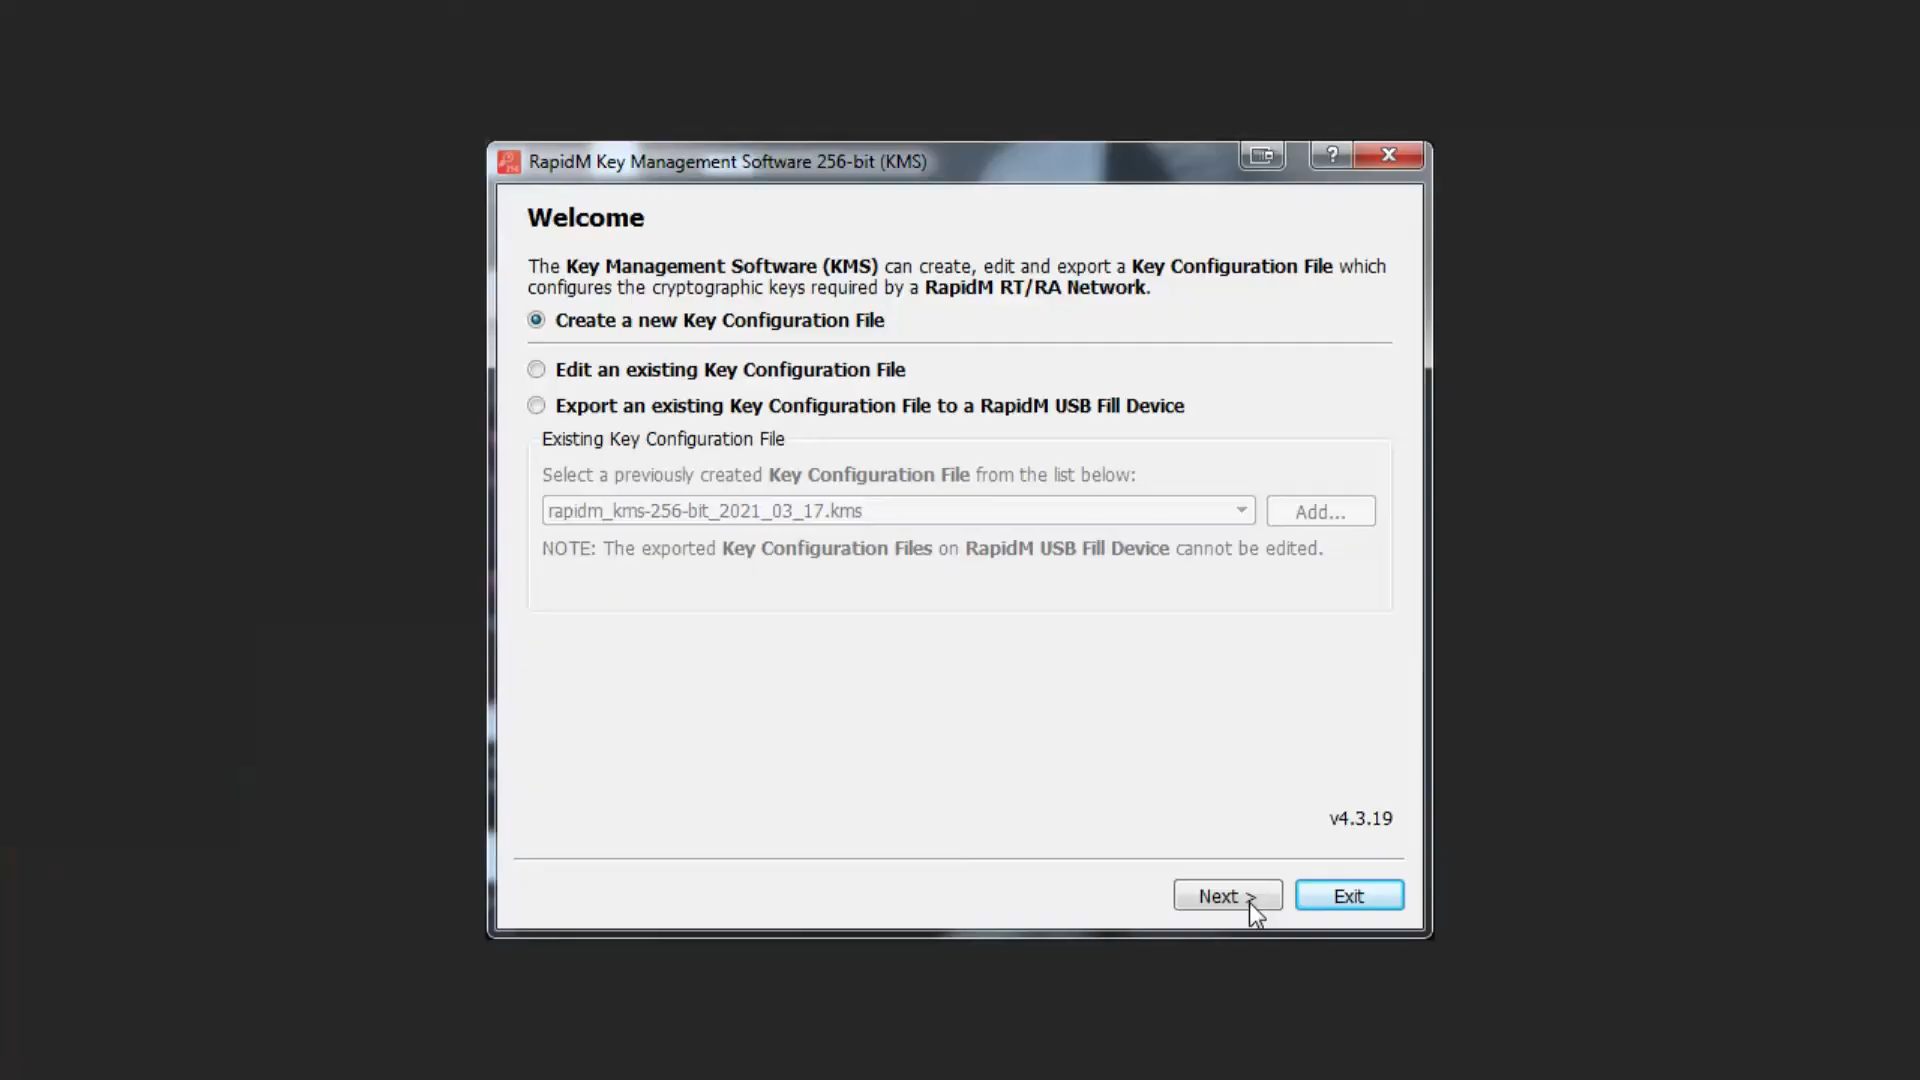 RapidM Key Management Software 256-bit (KMS)
Welcome
The Key Management Software (KMS) can create, edit and export a Key Configuration File which
configures the cryptographic keys required by a RapidM RT/RA Network.
Create a new Key Configuration File
Edit an existing Key Configuration File
Export an existing Key Configuration File to a RapidM USB Fill Device
Existing Key Configuration File
Select a previously created Key Configuration File from the list below:
rapidm_kms-256-bit_2021_03_17.kms
Add...
NOTE: The exported Key Configuration Files on RapidM USB Fill Device cannot be edited.
v4.3.19
Next >
Exit